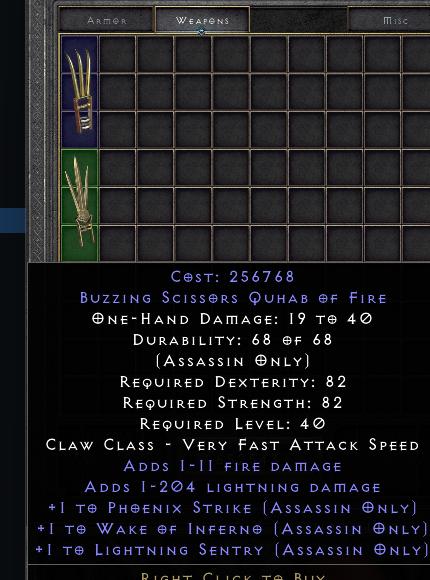 Armor
Weapons
Misc
Cost: 256768
Buzzing Scissors Quhab of Fire
One-Hand Damage: 19 to 40
Durability: 68 of 68
(Assassin Only)
Required Dexterity: 82
Required Strength: 82
Required Level: 40
Claw Class - Very Fast Attack Speed
Adds 1-11 fire damage
Adds 1-204 lightning damage
+1 to Phoenix Strike (Assassin Only)
+1 to Wake of Inferno (Assassin Only)
+1 to Lightning Sentry (Assassin Only)
Right Click to Buy